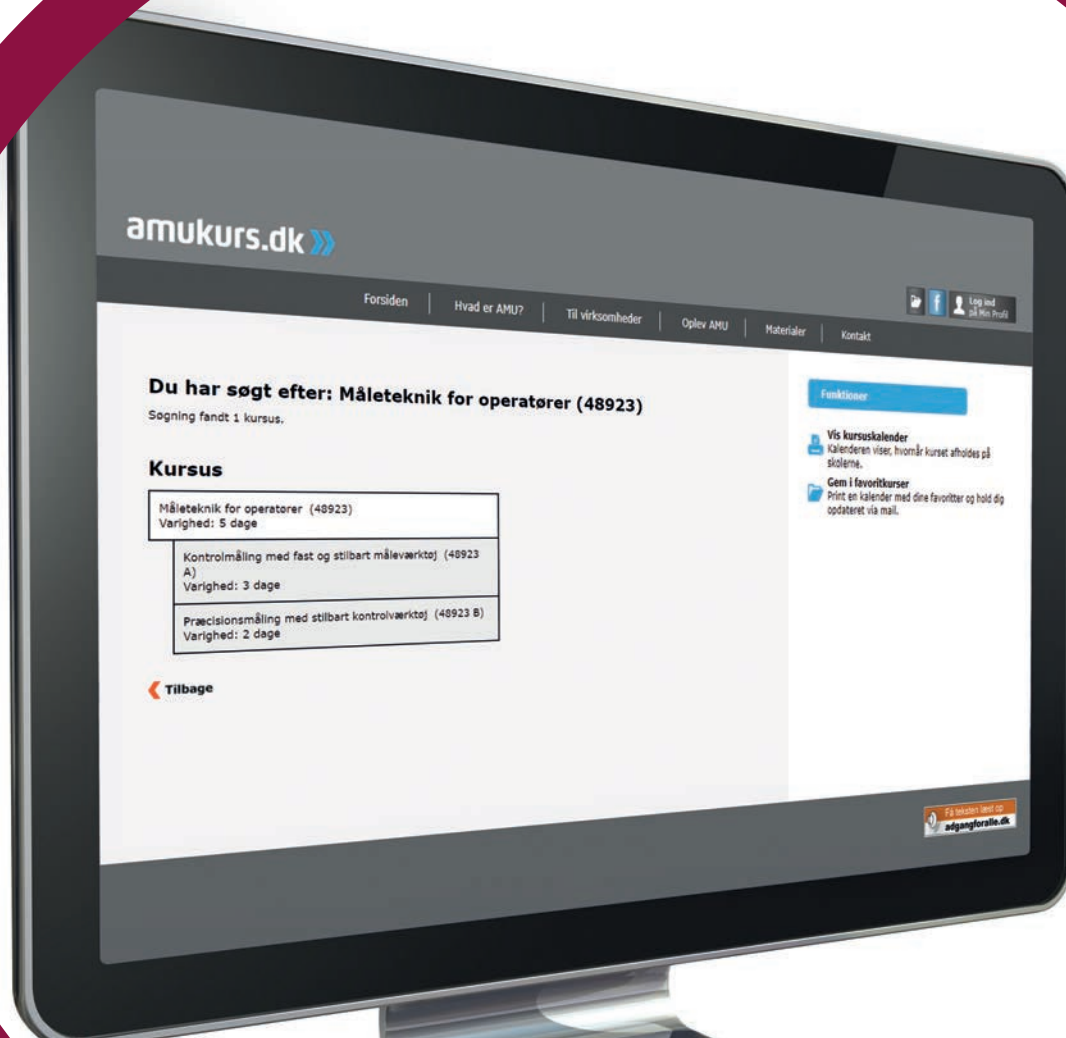 amukurs.dk
Forsiden | Hvad er AMU? | Til virksomheder | Oplev AMU | Materialer | Kontakt
f
Log ind
på Min Profil
Du har søgt efter: Måleteknik for operatører (48923)
Søgning fandt 1 kursus.
Kursus
Måleteknik for operatører (48923)
Varighed: 5 dage
Kontrolmåling med fast og stilbart måleværktøj (48923
A)
Varighed: 3 dage
Præcisionsmåling med stilbart kontrolværktøj (48923 B)
Varighed: 2 dage
Tilbage
Funktioner
Vis kursuskalender
Kalenderen viser, hvornår kurset afholdes på
skolerne.
Gem i favoritkurser
Print en kalender med dine favoritter og hold dig
opdateret via mail.
Få teksten læst op
adgangforalle.dk